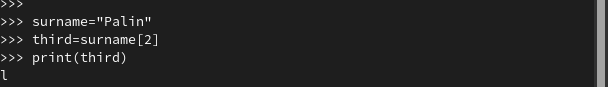 >>>
>>> surname="Palin"
>>> third=surname[2]
>>> print(third)
l